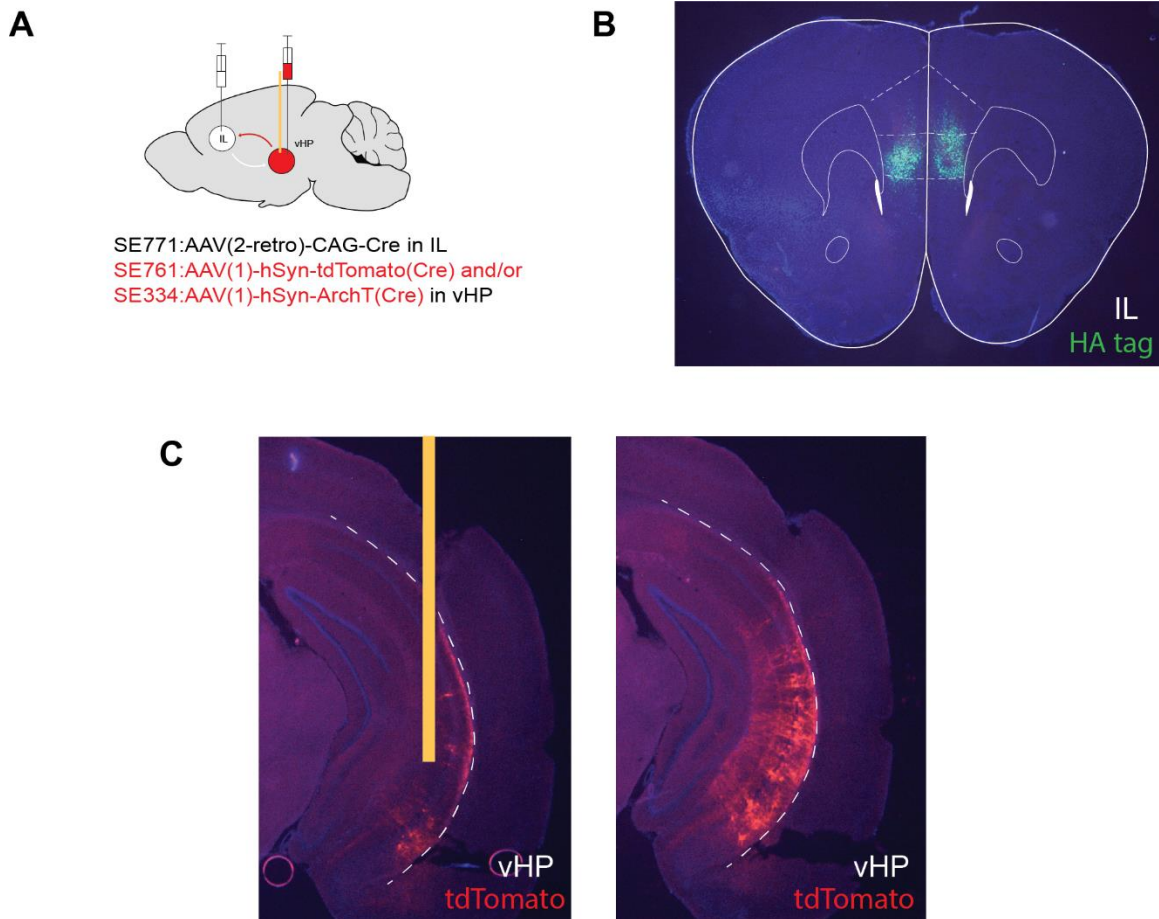 A
IL
vHP
SE771:AAV(2-retro)-CAG-Cre in IL
SE761:AAV(1)-hSyn-tdTomato(Cre) and/or
SE334:AAV(1)-hSyn-ArchT(Cre) in vHP
B
IL
HA tag
C
vHP
tdTomato
vHP
tdTomato